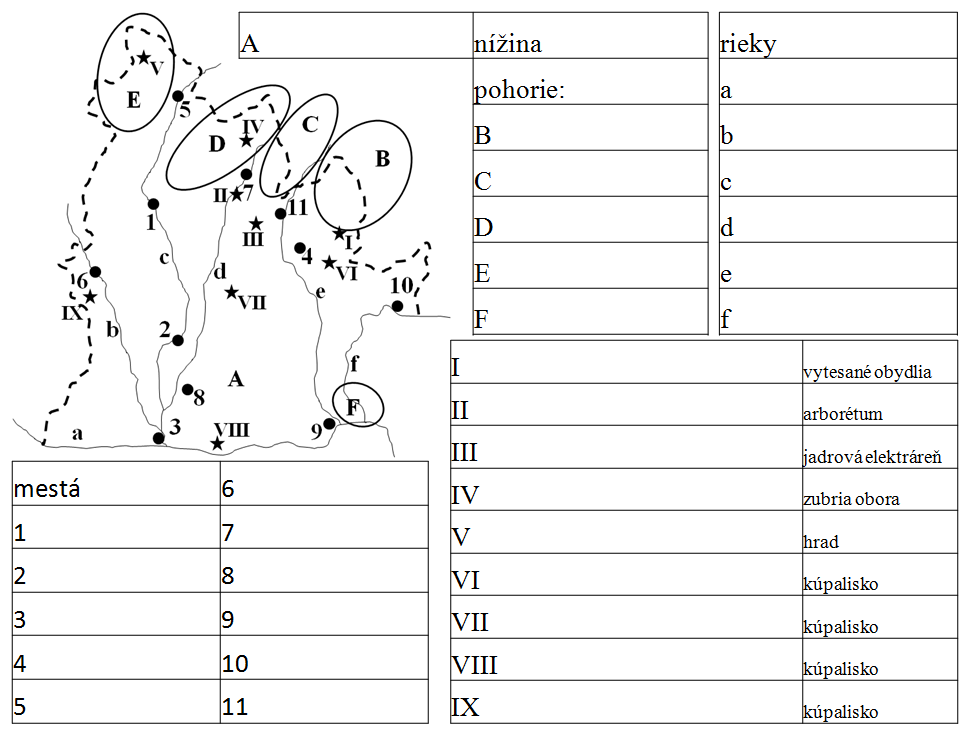 A nížina
pohorie:
B
C
D
E
F
rieky
a
b
c
d
e
f
V
E
5
IV
D
C
B
II
7
11
1
III
4
I
c
d
VI
6
e
10
IX
VII
b
2
f
A
8
F
a
3
VIII
9
I vytesané obydlia
II arborétum
III jadrová elektráreň
IV zubria obora
V hrad
VI kúpalisko
VII kúpalisko
VIII kúpalisko
IX kúpalisko
mestá 6
1 7
2 8
3 9
4 10
5 11